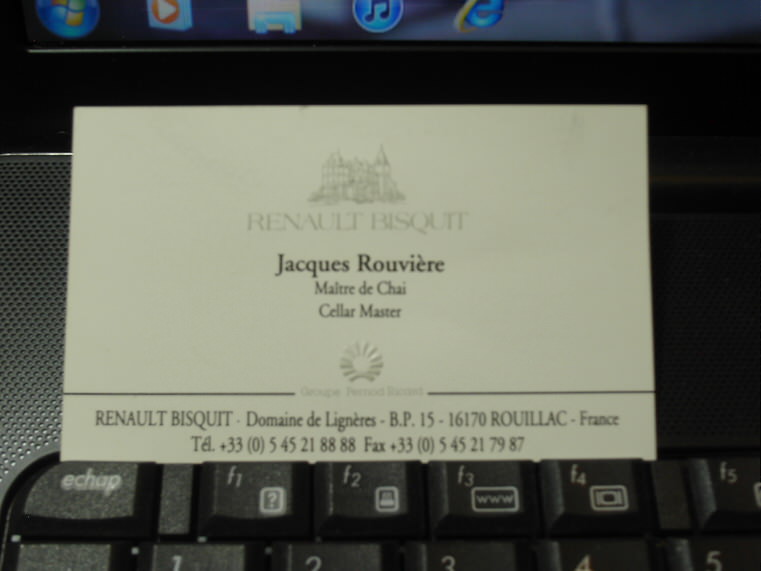 RENAULT BISQUIT
Jacques Rouvière
Maître de Chai
Cellar Master
Groupe Pernod Ricard
RENAULT BISQUIT · Domaine de Lignères - B.P. 15 - 16170 ROUILLAC - France
Tél. +33 (0) 5 45 21 88 88 Fax +33 (0) 5 45 21 79 87
echap f1 f2 f3 f4 f5
? www
1 2 3 4 5